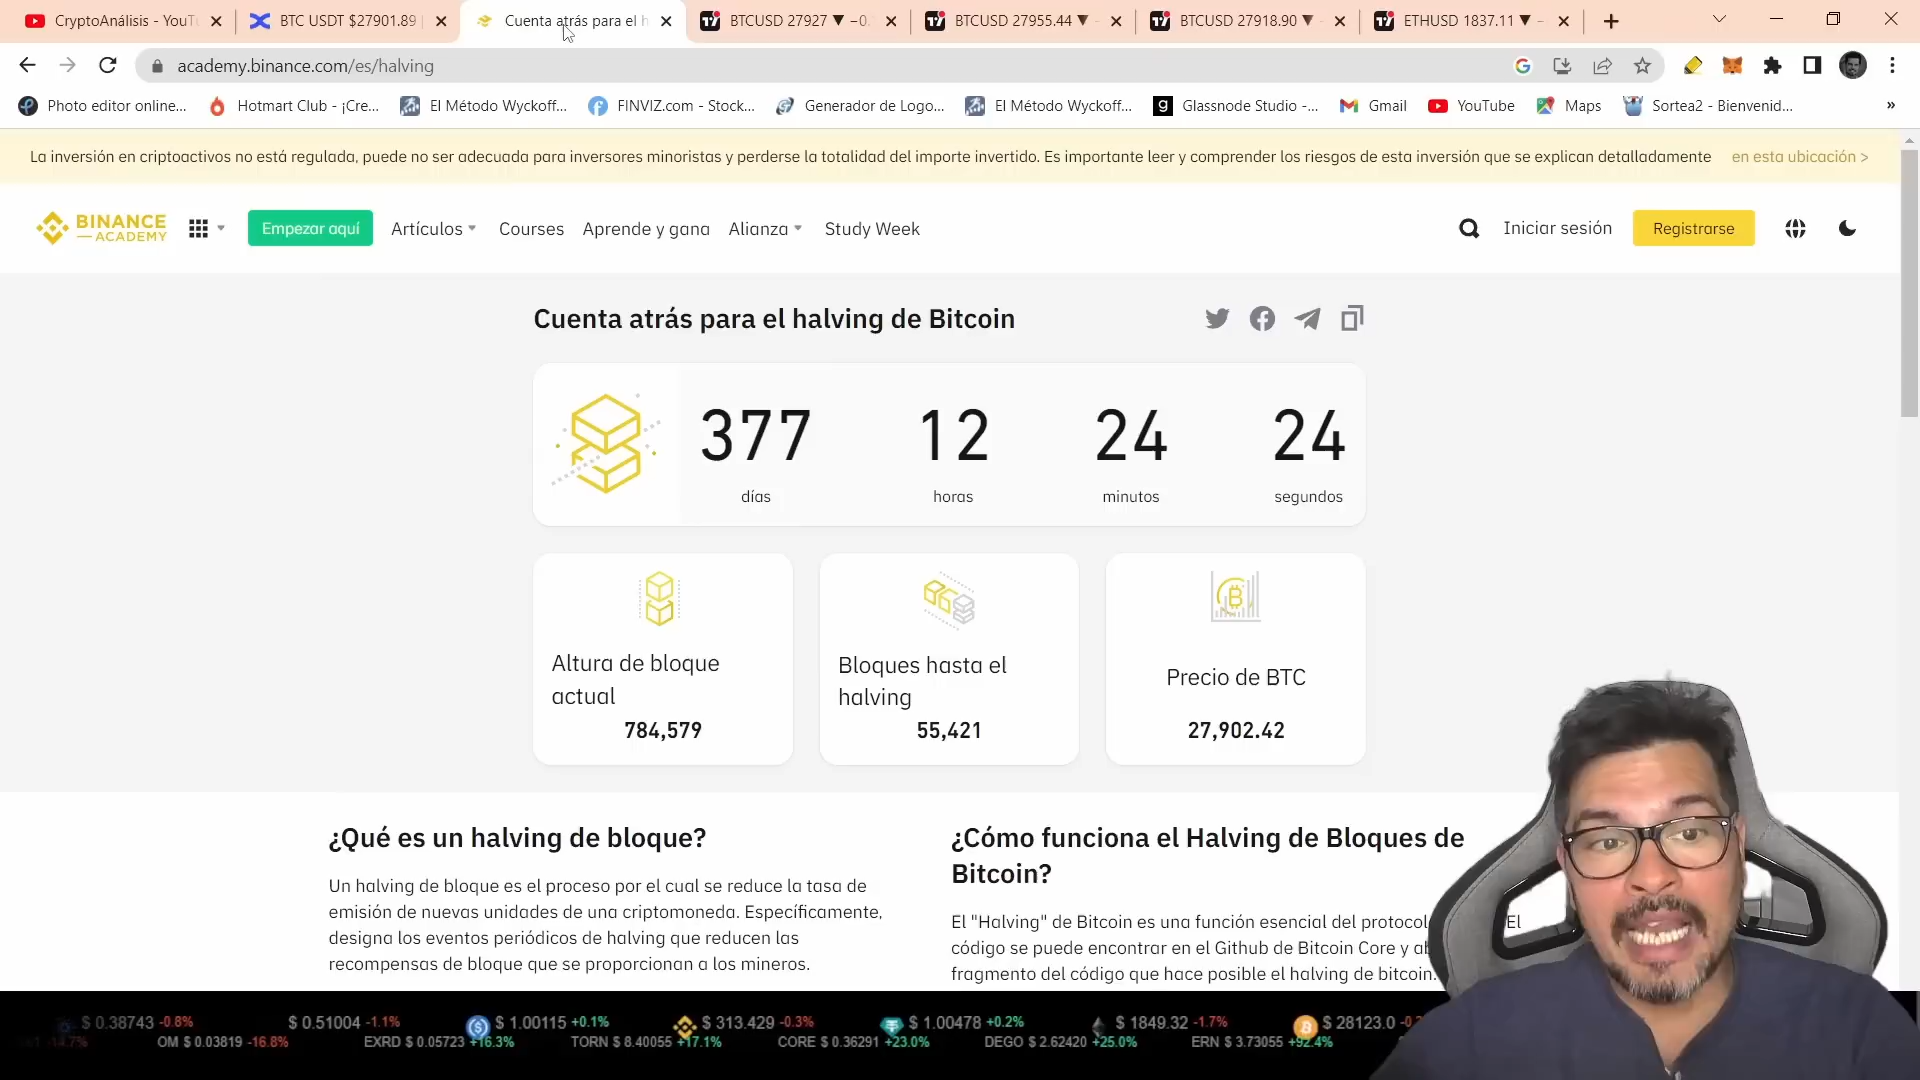 CryptoAnálisis - YouT
BTC USDT $27901.89
Cuenta atrás para el h
BTCUSD 27927 ▼ −0.
BTCUSD 27955.44 ▼ −
BTCUSD 27918.90 ▼ −
ETHUSD 1837.11 ▼ −
academy.binance.com/es/halving
Photo editor online...
Hotmart Club - ¡Cre...
El Método Wyckoff...
FINVIZ.com - Stock...
Generador de Logo...
El Método Wyckoff...
Glassnode Studio -...
Gmail
YouTube
Maps
Sortea2 - Bienvenid...
»
La inversión en criptoactivos no está regulada, puede no ser adecuada para inversores minoristas y perderse la totalidad del importe invertido. Es importante leer y comprender los riesgos de esta inversión que se explican detalladamente en esta ubicación >
BINANCE
ACADEMY
Empezar aquí
Artículos
Courses
Aprende y gana
Alianza
Study Week
Iniciar sesión
Registrarse
Cuenta atrás para el halving de Bitcoin
377 12 24 24
días horas minutos segundos
Altura de bloque
actual
784,579
Bloques hasta el
halving
55,421
Precio de BTC
27,902.42
¿Qué es un halving de bloque?
Un halving de bloque es el proceso por el cual se reduce la tasa de
emisión de nuevas unidades de una criptomoneda. Específicamente,
designa los eventos periódicos de halving que reducen las
recompensas de bloque que se proporcionan a los mineros.
¿Cómo funciona el Halving de Bloques de
Bitcoin?
El "Halving" de Bitcoin es una función esencial del protocol El
código se puede encontrar en el Github de Bitcoin Core y ab
fragmento del código que hace posible el halving de bitcoin.
$ 0.38743 -0.8% $ 0.51004 -1.1% $ 1.00115 +0.1% $ 313.429 -0.3% $ 1.00478 +0.2% $ 1849.32 -1.7% $ 28123.0
-14.7% OM $ 0.03819 -16.8% EXRD $ 0.05723 +16.3% TORN $ 8.40055 +17.1% CORE $ 0.36291 +23.0% DEGO $ 2.62420 +25.0% ERN $ 3.73055 +92.4%